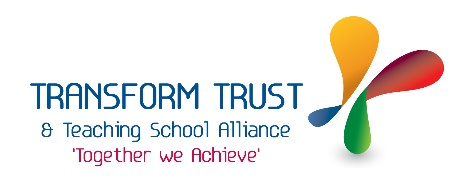 TRANSFORM TRUST
& Teaching School Alliance
'Together we Achieve'